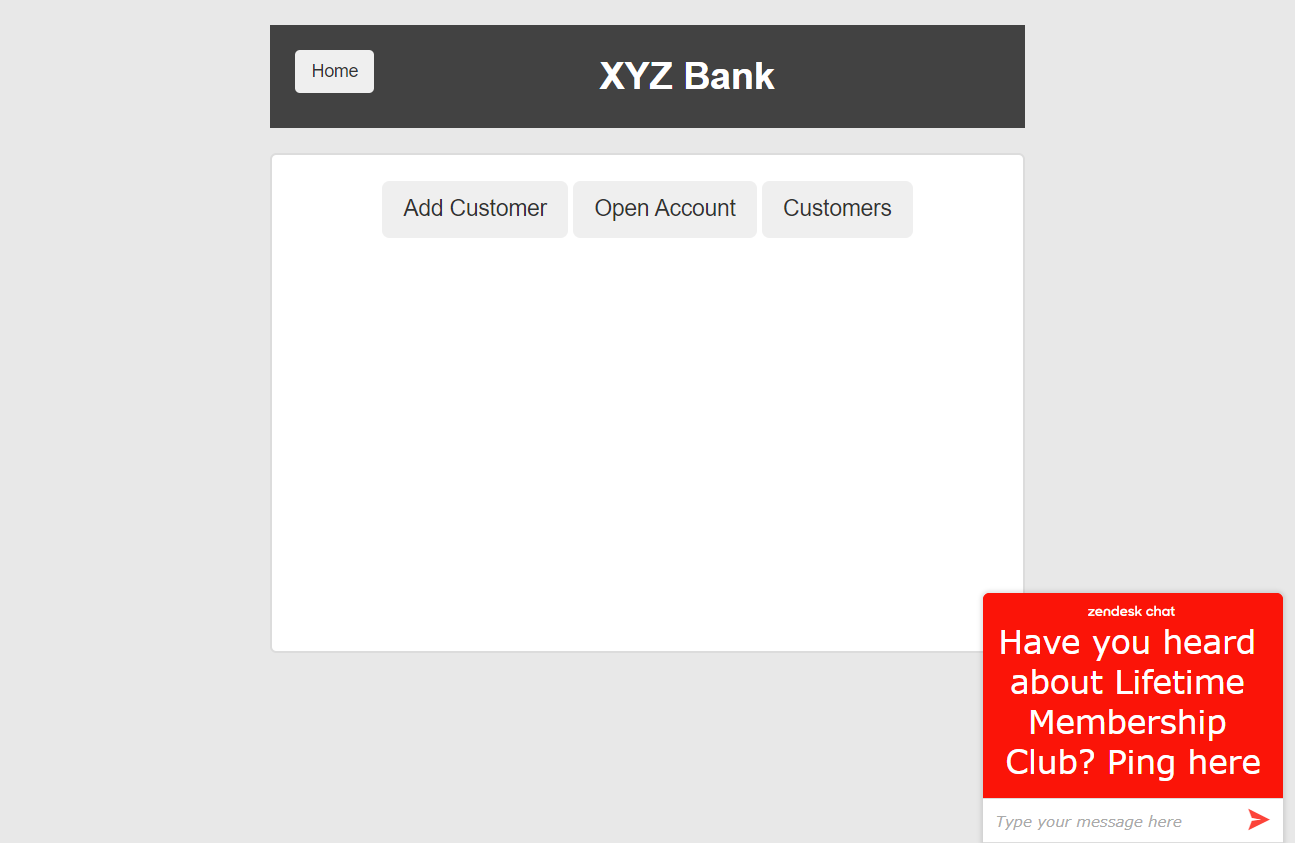 Home
XYZ Bank
Add Customer
Open Account
Customers
zendesk chat
Have you heard
about Lifetime
Membership
Club? Ping here
Type your message here